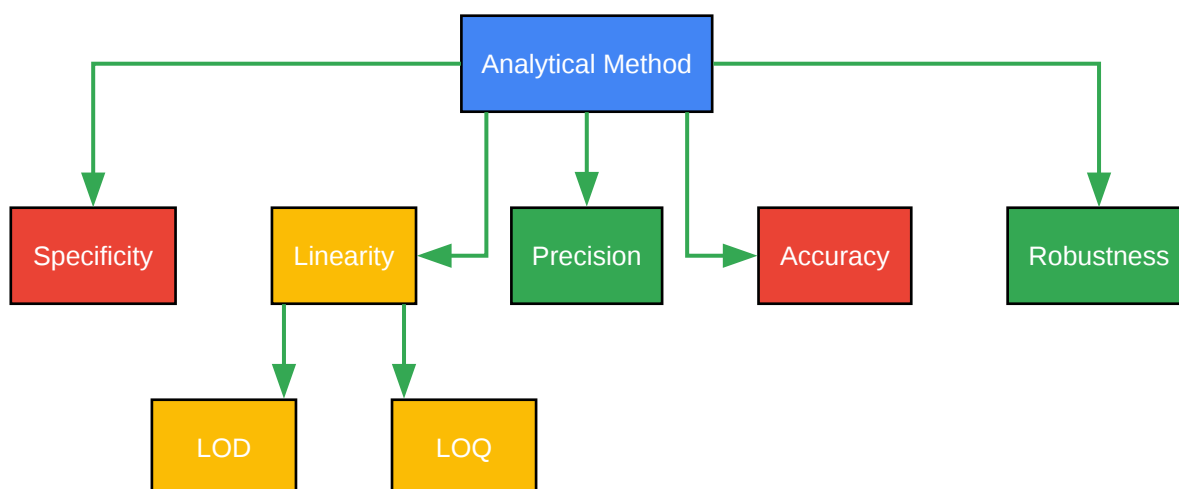 Analytical Method
Specificity
Linearity
Precision
Accuracy
Robustness
LOD
LOQ